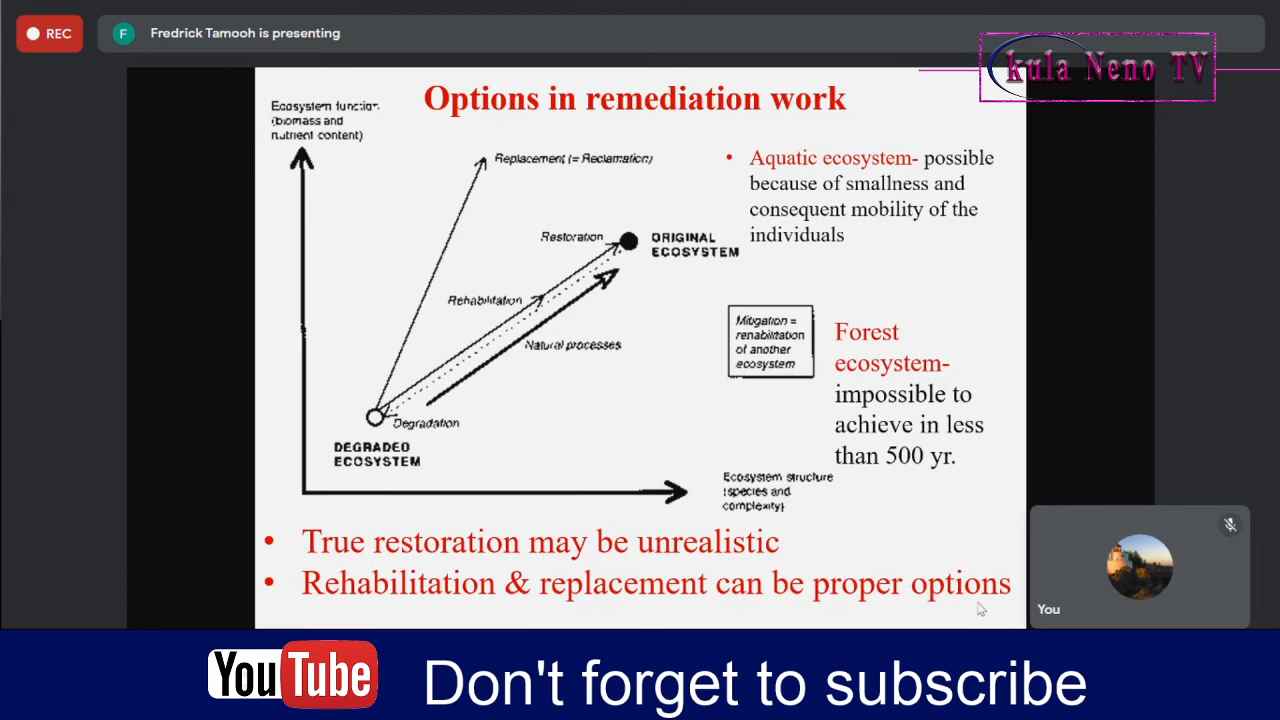 REC
F
Fredrick Tamooh is presenting
kula Neno TV
Options in remediation work
Ecosystem function
(biomass and
nutrient content)
Replacement (= Reclamation)
Restoration
ORIGINAL
ECOSYSTEM
Rehabilitation
Natural processes
Degradation
DEGRADED
ECOSYSTEM
• Aquatic ecosystem- possible
because of smallness and
consequent mobility of the
individuals
Mitigation =
renabilitation
of another
ecosystem
Forest
ecosystem-
impossible to
achieve in less
than 500 yr.
Ecosystem structure
(species and
complexity)
• True restoration may be unrealistic
• Rehabilitation & replacement can be proper options
You
YouTube
Don't forget to subscribe